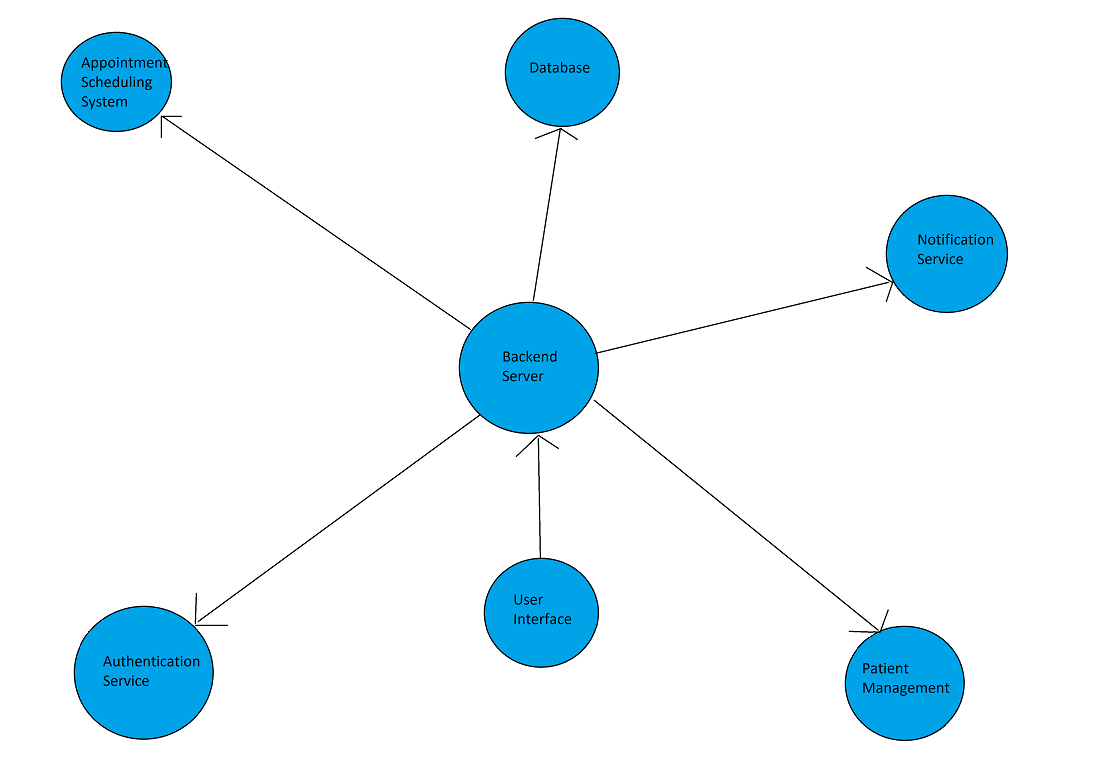 Appointment
Scheduling
System
Database
Notification
Service
Backend
Server
User
Interface
Authentication
Service
Patient
Management